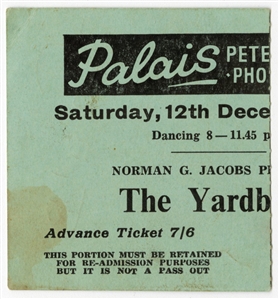 Palais PETE
PHO
Saturday, 12th Dece
Dancing 8—11.45 p
NORMAN G. JACOBS P
The Yardb
Advance Ticket 7/6
THIS PORTION MUST BE RETAINED
FOR RE-ADMISSION PURPOSES
BUT IT IS NOT A PASS OUT